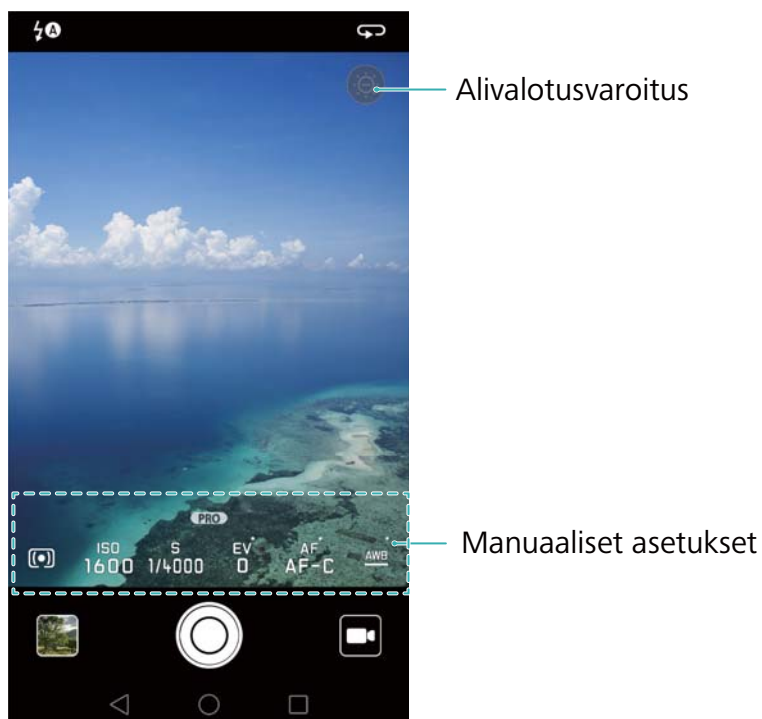 A
Alivalotusvaroitus
PRO
ISO S EV AF
1600 1/4000 0 AF-C AWB
Manuaaliset asetukset